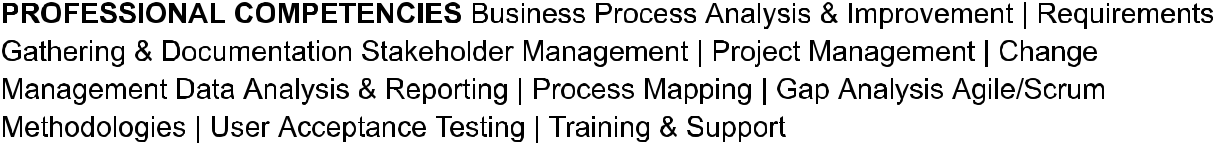 PROFESSIONAL COMPETENCIES Business Process Analysis & Improvement | Requirements
Gathering & Documentation Stakeholder Management | Project Management | Change
Management Data Analysis & Reporting | Process Mapping | Gap Analysis Agile/Scrum
Methodologies | User Acceptance Testing | Training & Support